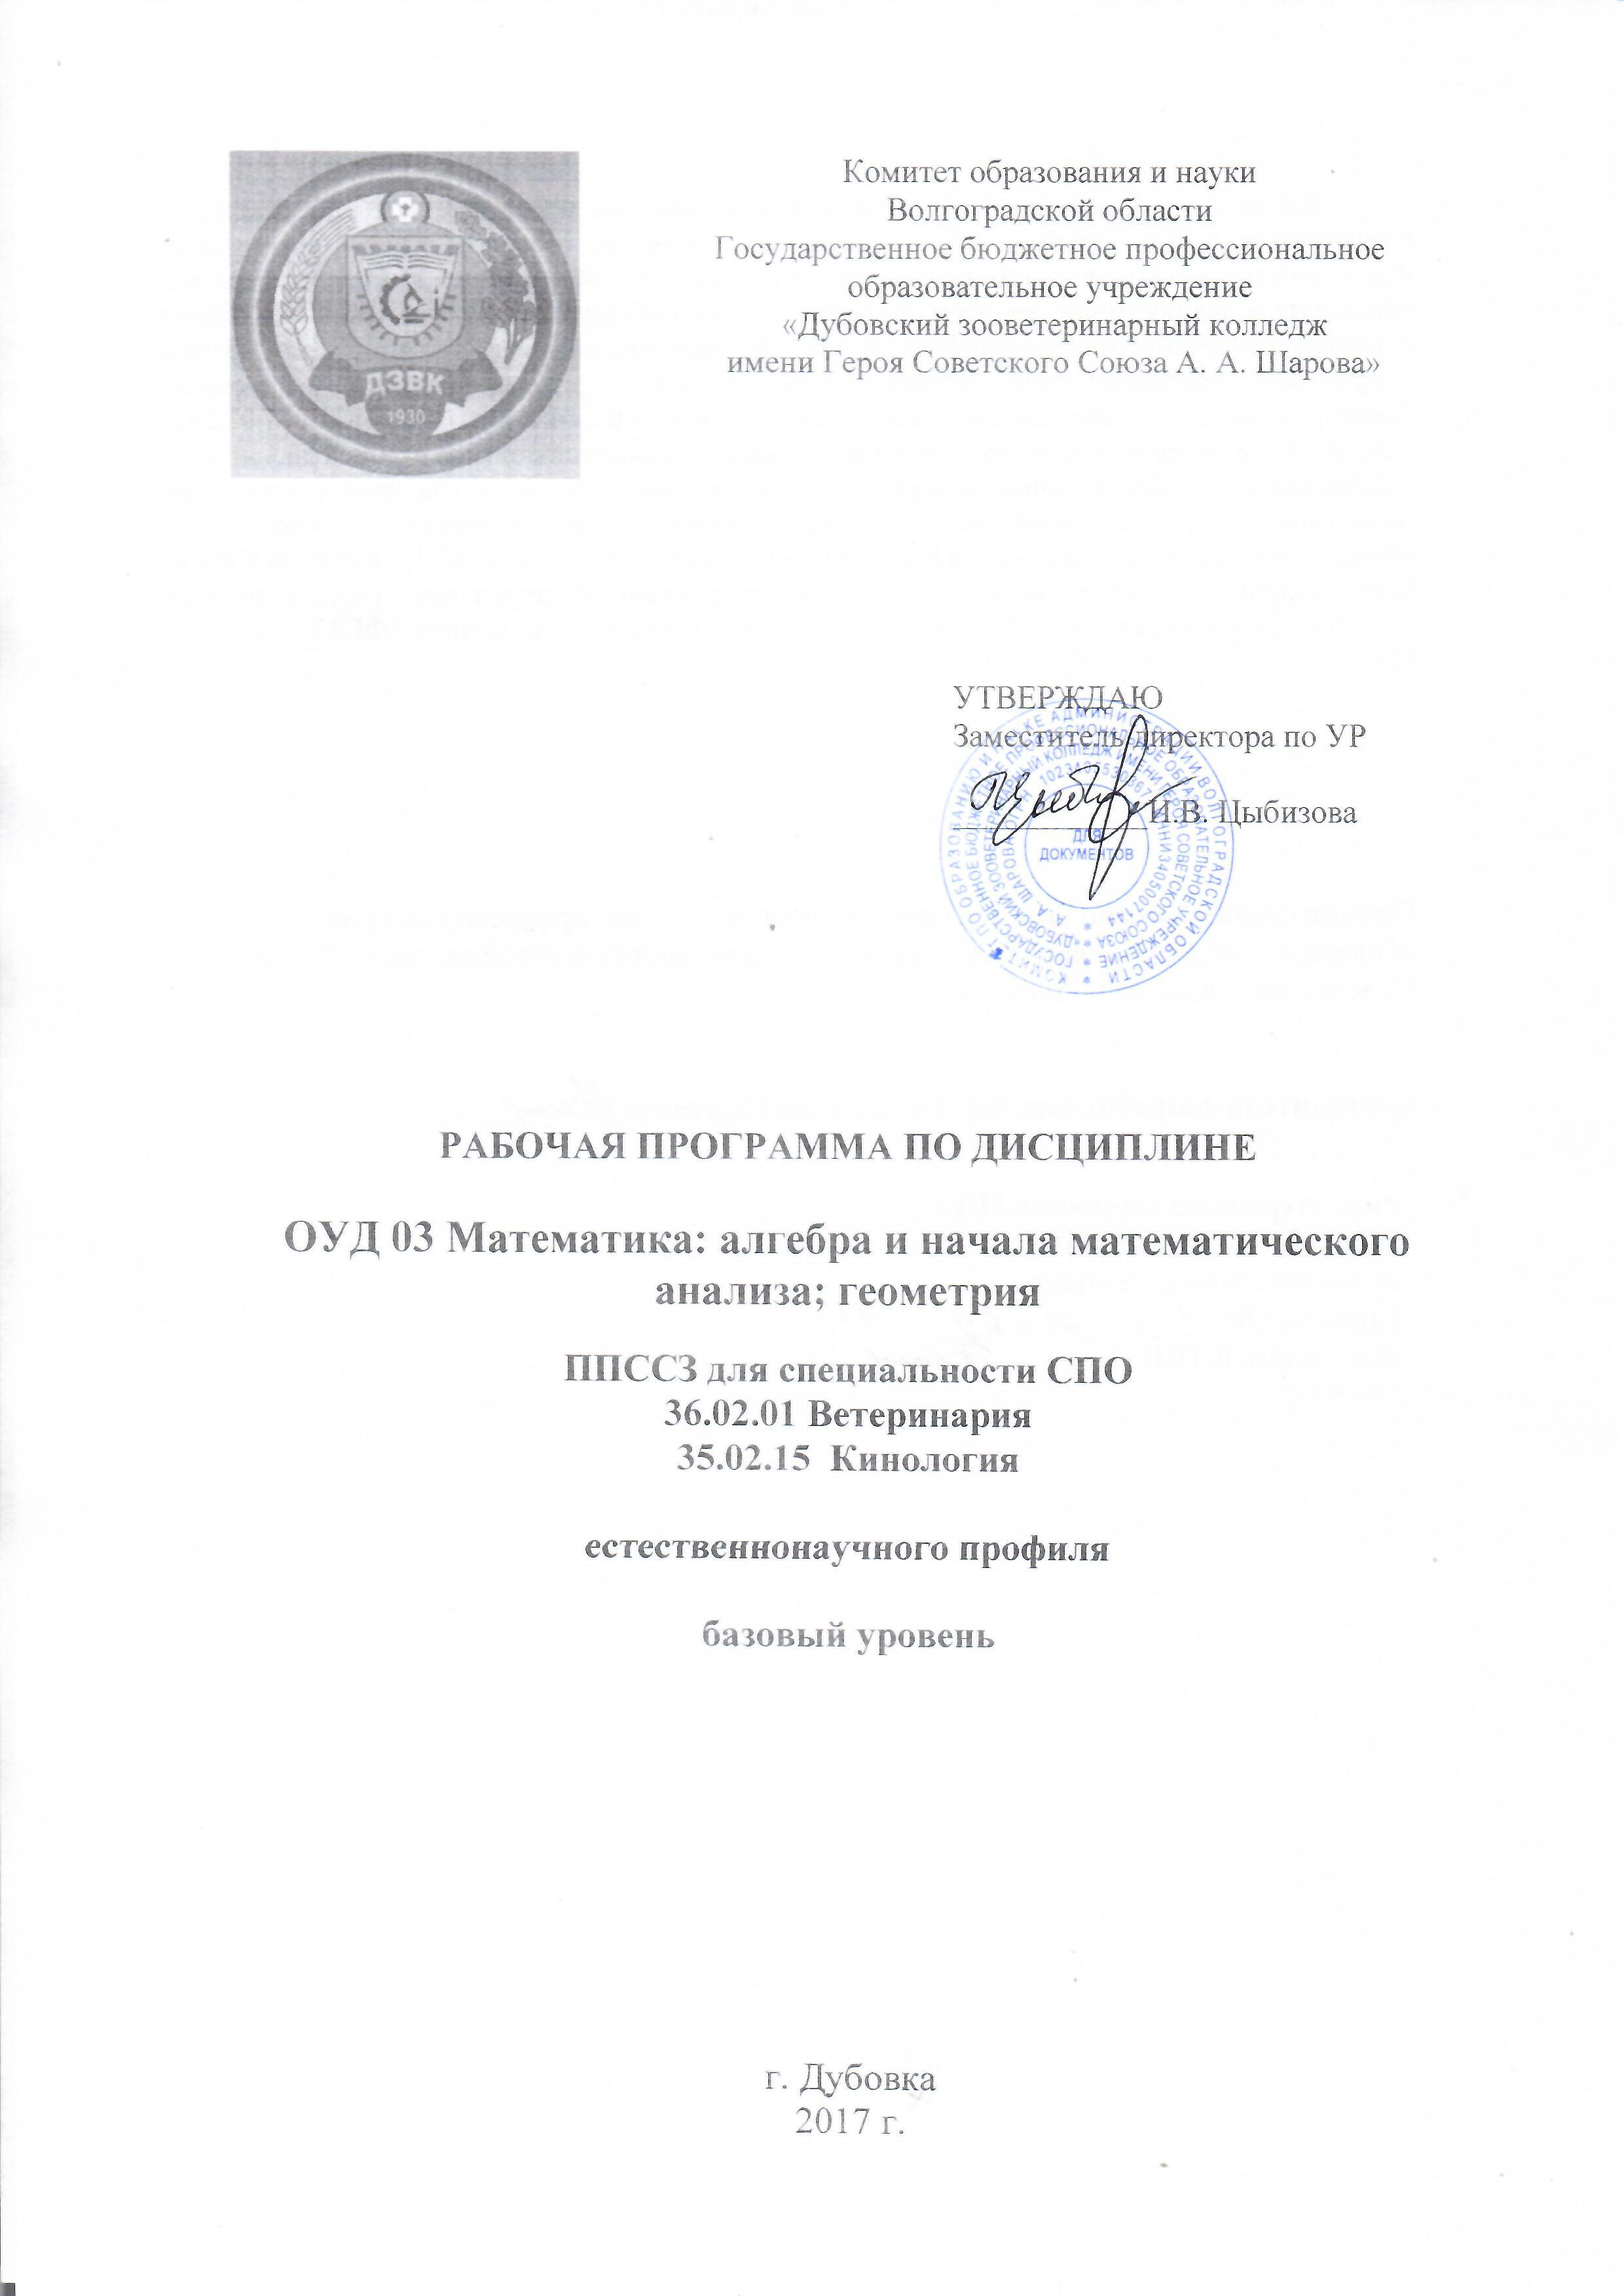 Комитет образования и науки
Волгоградской области
Государственное бюджетное профессиональное
образовательное учреждение
«Дубовский зооветеринарный колледж
имени Героя Советского Союза А. А. Шарова»
ДЗВК
1930
УТВЕРЖДАЮ
Заместитель директора по УР
И.В. Цыбизова
ДЛЯ
ДОКУМЕНТОВ
РАБОЧАЯ ПРОГРАММА ПО ДИСЦИПЛИНЕ
ОУД 03 Математика: алгебра и начала математического
анализа; геометрия
ППССЗ для специальности СПО
36.02.01 Ветеринария
35.02.15 Кинология
естественнонаучного профиля
базовый уровень
г. Дубовка
2017 г.